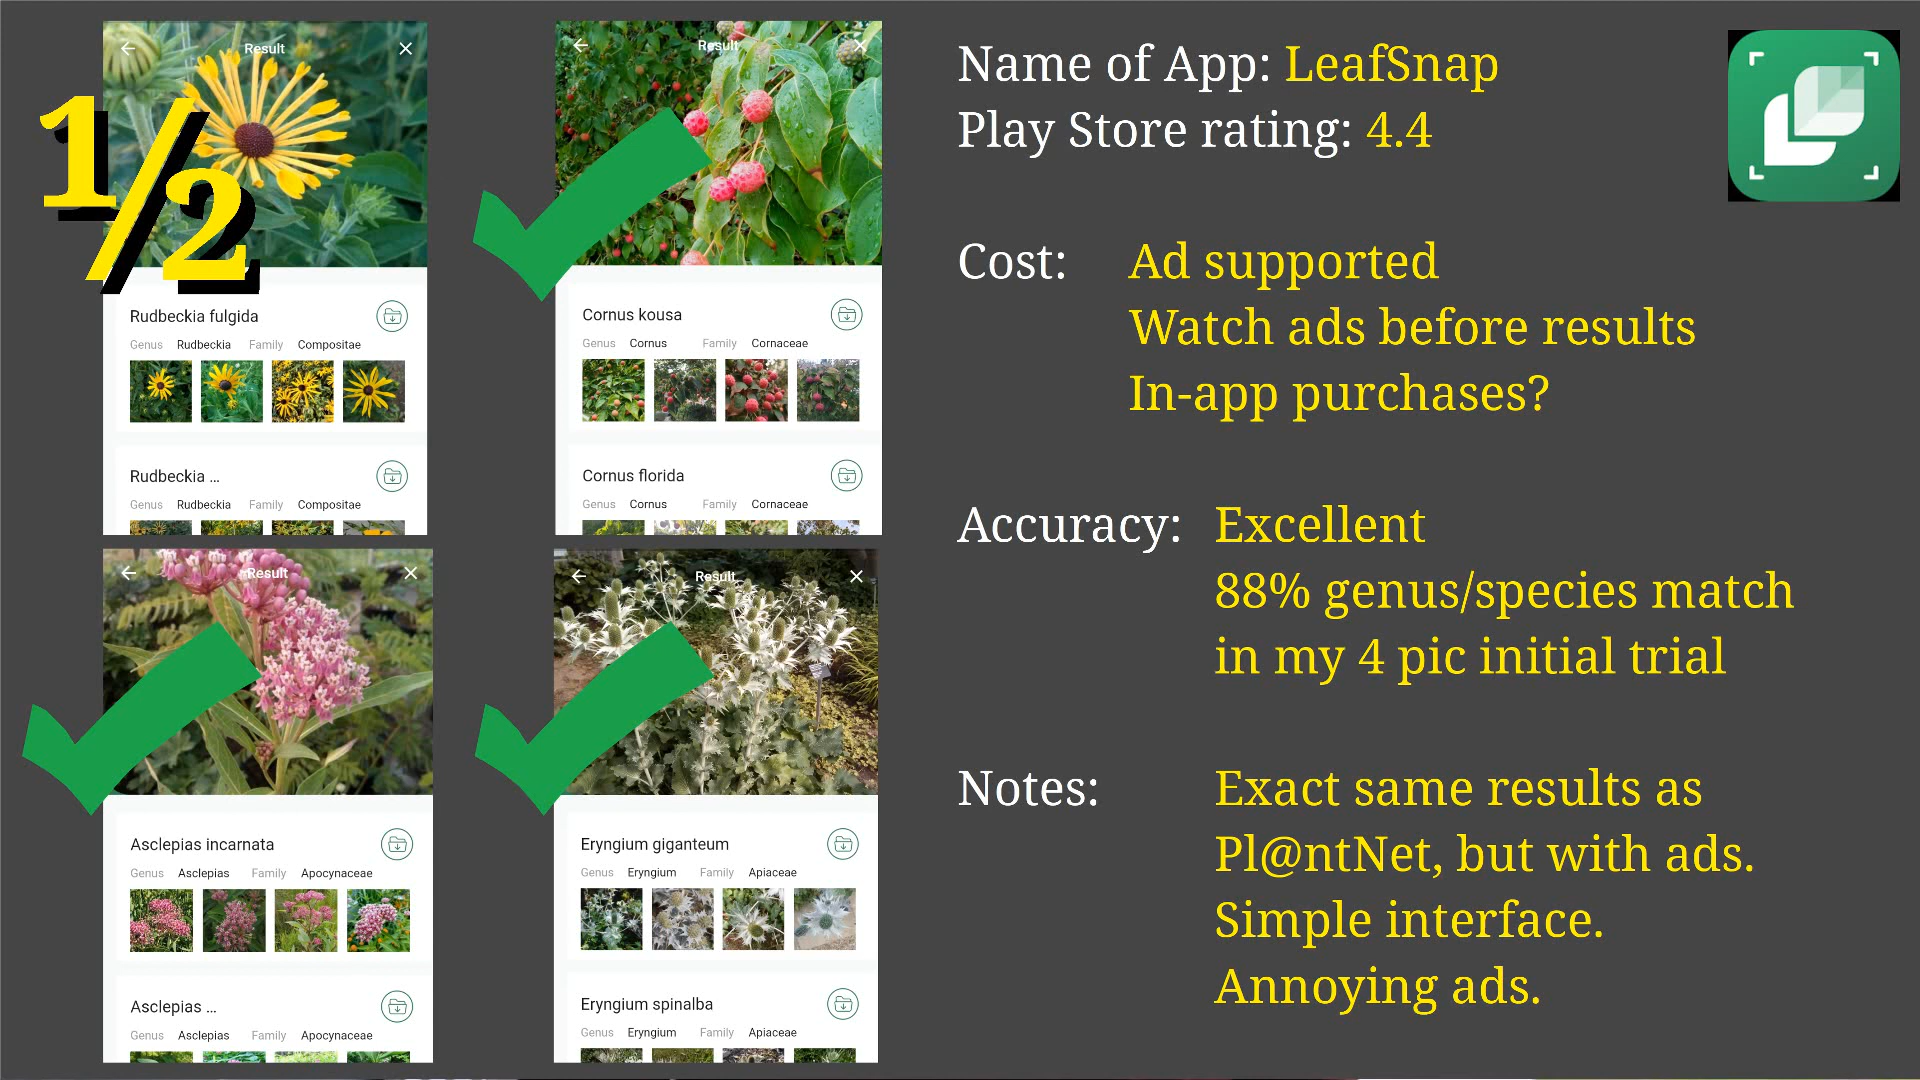 Result
½
Rudbeckia fulgida
Genus Rudbeckia Family Compositae
Rudbeckia ...
Genus Rudbeckia Family Compositae
Result
Cornus kousa
Genus Cornus Family Cornaceae
Cornus florida
Genus Cornus Family Cornaceae
Result
Asclepias incarnata
Genus Asclepias Family Apocynaceae
Asclepias ...
Genus Asclepias Family Apocynaceae
Result
Eryngium giganteum
Genus Eryngium Family Apiaceae
Eryngium spinalba
Genus Eryngium Family Apiaceae
Name of App: LeafSnap
Play Store rating: 4.4
Cost: Ad supported
Watch ads before results
In-app purchases?
Accuracy: Excellent
88% genus/species match
in my 4 pic initial trial
Notes: Exact same results as
Pl@ntNet, but with ads.
Simple interface.
Annoying ads.